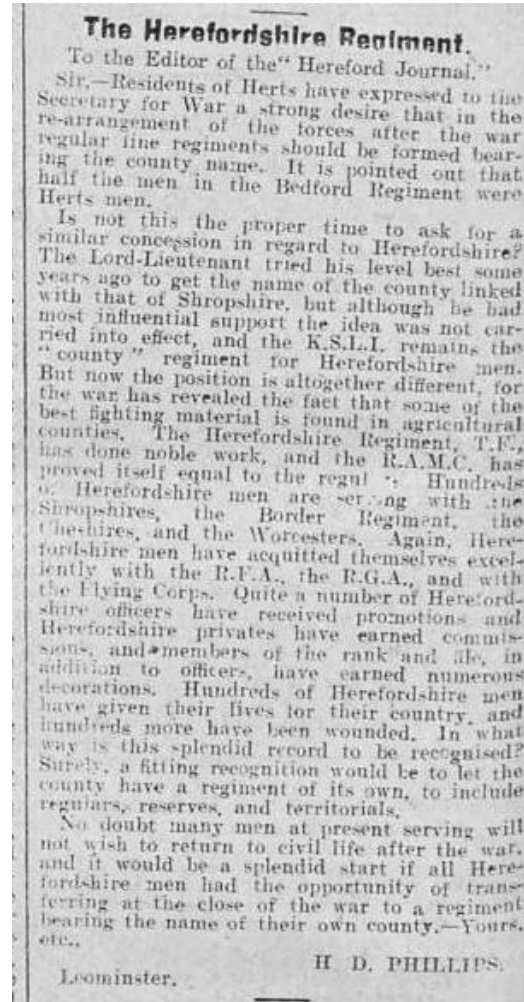 The Herefordshire Regiment.
To the Editor of the "Hereford Journal."
Sir,—Residents of Herts have expressed to the
Secretary for War a strong desire that in the
re-arrangement of the forces after the war
regular line regiments should be formed bear-
ing the county name. It is pointed out that
half the men in the Bedford Regiment were
Herts men.
Is not this the proper time to ask for a
similar concession in regard to Herefordshire?
The Lord-Lieutenant tried his level best some
years ago to get the name of the county linked
with that of Shropshire, but although he had
most influential support the idea was not car-
ried into effect, and the K.S.L.I. remains the
"county" regiment for Herefordshire men.
But now the position is altogether different, for
the war has revealed the fact that some of the
best fighting material is found in agricultural
counties. The Herefordshire Regiment, T.F.,
has done noble work, and the R.A.M.C. has
proved itself equal to the Hundreds
of Herefordshire men are serving with the
Shropshires, the Border Regiment, the
Cheshires, and the Worcesters. Again, Here-
fordshire men have acquitted themselves excel-
lently with the R.F.A., the R.G.A., and with
the Flying Corps. Quite a number of Hereford-
shire officers have received promotions and
Herefordshire privates have earned commis-
sions, and members of the rank and file, in
addition to officers, have earned numerous
decorations. Hundreds of Herefordshire men
have given their lives for their country, and
hundreds more have been wounded. In what
way is this splendid record to be recognised?
Surely, a fitting recognition would be to let the
county have a regiment of its own, to include
regulars, reserves, and territorials.
No doubt many men at present serving will
not wish to return to civil life after the war,
and it would be a splendid start if all Here-
fordshire men had the opportunity of trans-
ferring at the close of the war to a regiment
bearing the name of their own county.—Yours,
etc.,
H. D. PHILLIPS.
Leominster.